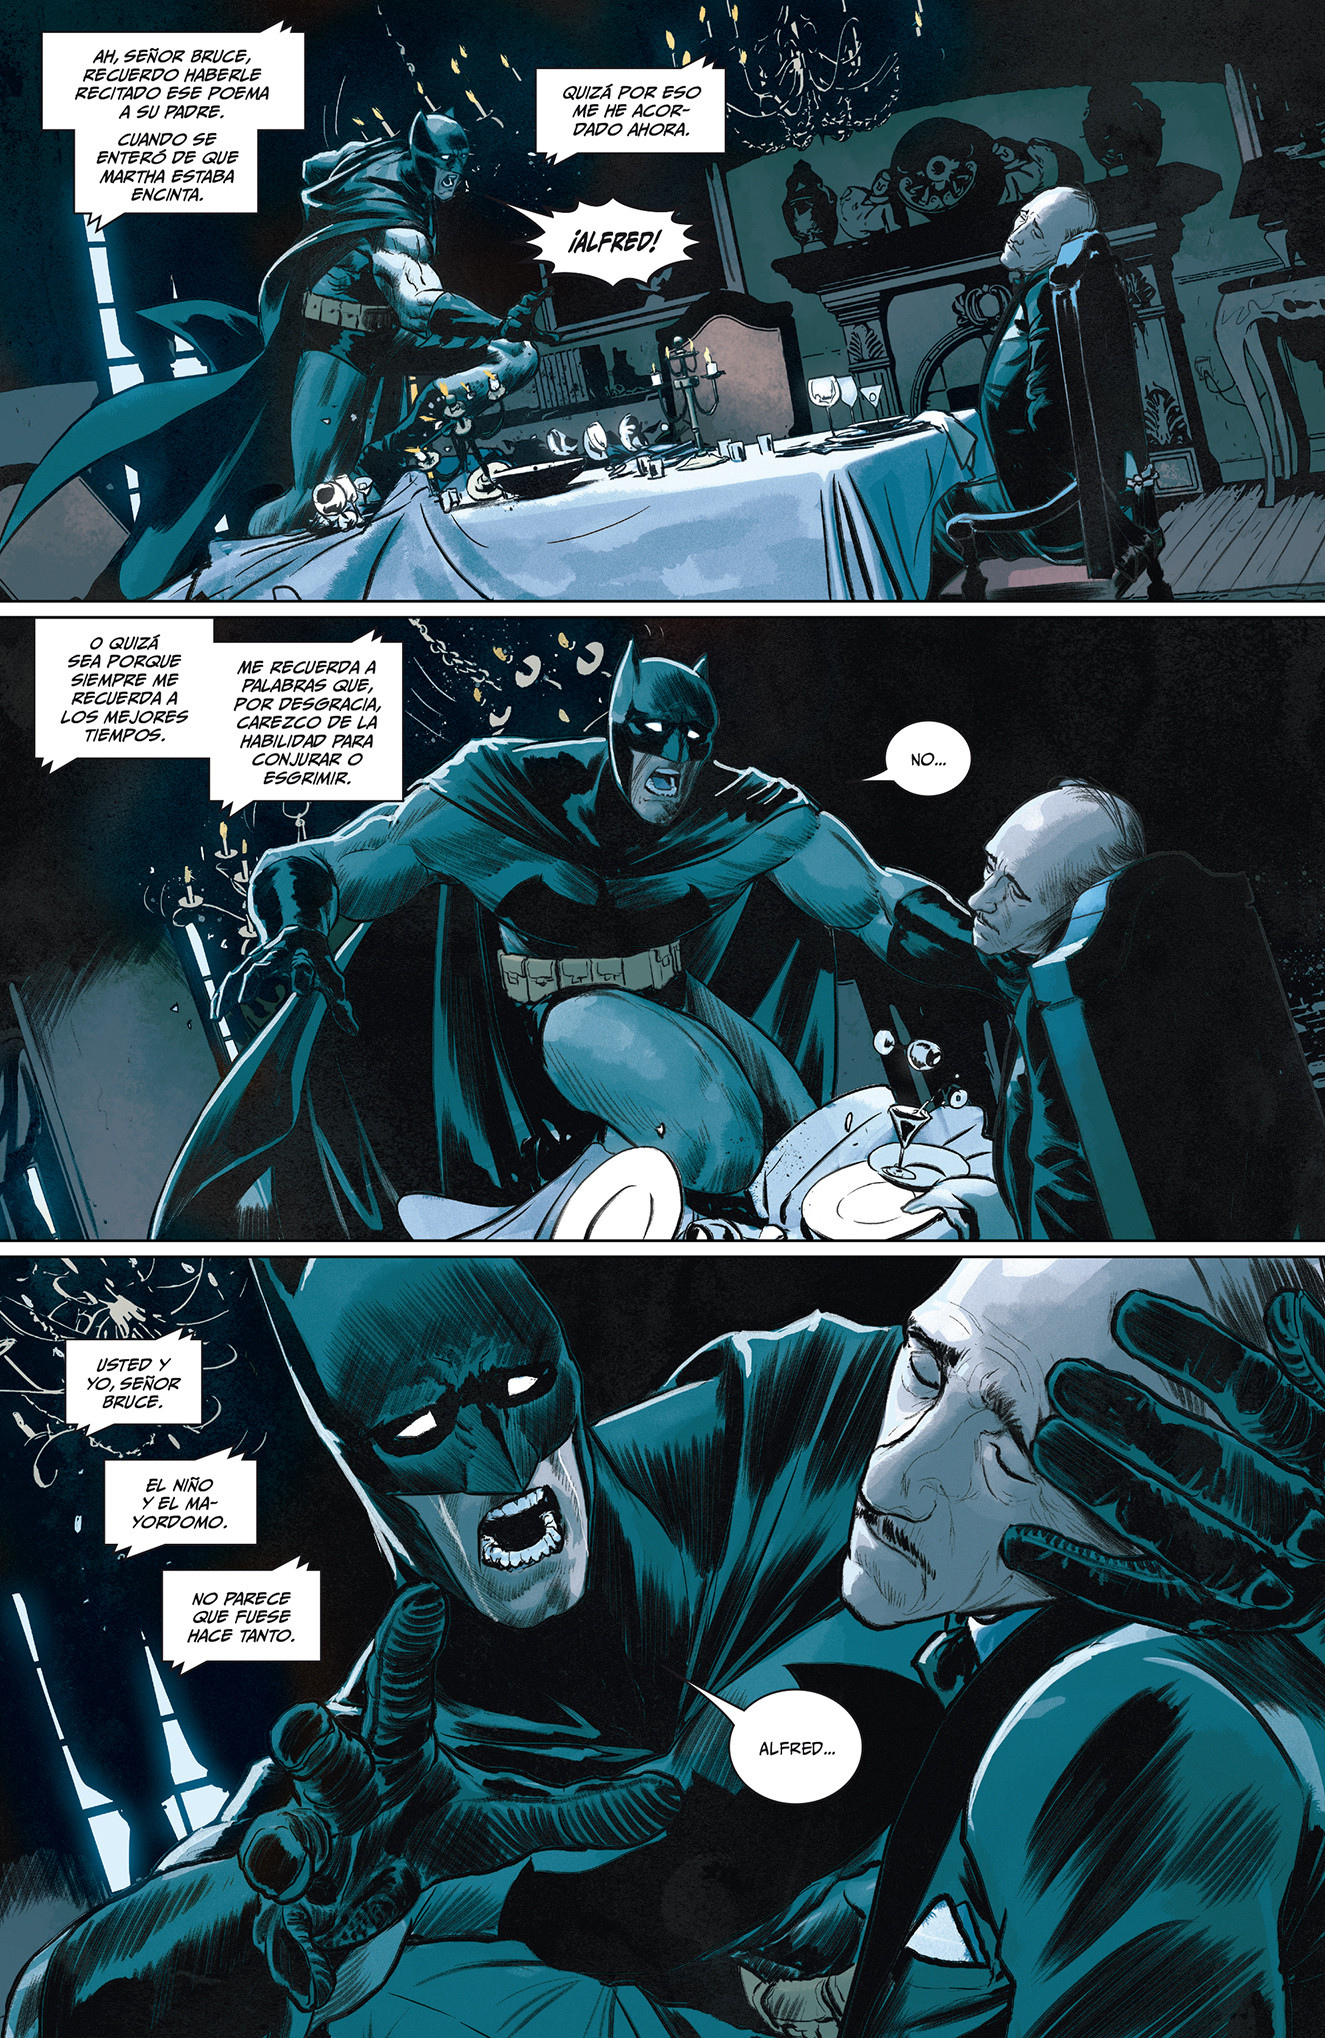 AH, SEÑOR BRUCE,
RECUERDO HABERLE
RECITADO ESE POEMA
A SU PADRE.
CUANDO SE
ENTERÓ DE QUE
MARTHA ESTABA
ENCINTA.
QUIZÁ POR ESO
ME HE ACOR-
DADO AHORA.
¡ALFRED!
O QUIZÁ
SEA PORQUE
SIEMPRE ME
RECUERDA A
LOS MEJORES
TIEMPOS.
ME RECUERDA A
PALABRAS QUE,
POR DESGRACIA,
CAREZCO DE LA
HABILIDAD PARA
CONJURAR O
ESGRIMIR.
NO...
USTED Y
YO, SEÑOR
BRUCE.
EL NIÑO
Y EL MA-
YORDOMO.
NO PARECE
QUE FUESE
HACE TANTO.
ALFRED...